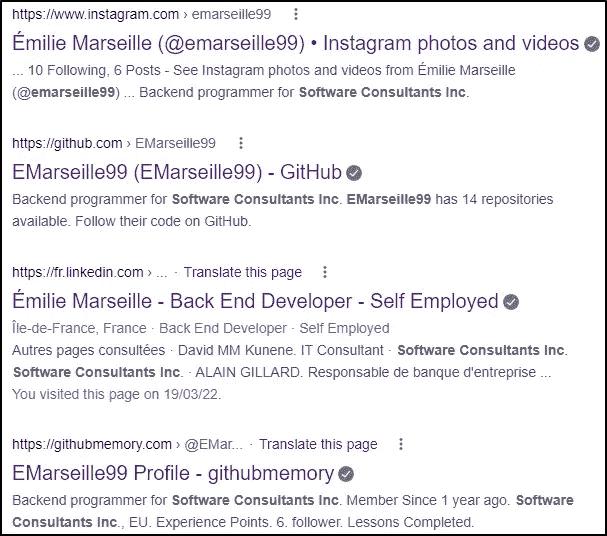 https://www.instagram.com › emarseille99
Émilie Marseille (@emarseille99) • Instagram photos and videos
... 10 Following, 6 Posts - See Instagram photos and videos from Émilie Marseille
(@emarseille99) ... Backend programmer for Software Consultants Inc.
https://github.com › EMarseille99
EMarseille99 (EMarseille99) - GitHub
Backend programmer for Software Consultants Inc. EMarseille99 has 14 repositories
available. Follow their code on GitHub.
https://fr.linkedin.com › ... · Translate this page
Émilie Marseille - Back End Developer - Self Employed
Île-de-France, France · Back End Developer · Self Employed
Autres pages consultées · David MM Kunene. IT Consultant · Software Consultants Inc.
Software Consultants Inc. · ALAIN GILLARD. Responsable de banque d'entreprise ...
You visited this page on 19/03/22.
https://githubmemory.com › @EMar... · Translate this page
EMarseille99 Profile - githubmemory
Backend programmer for Software Consultants Inc. Member Since 1 year ago. Software
Consultants Inc., EU. Experience Points. 6. follower. Lessons Completed.